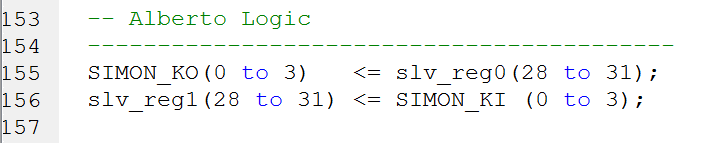 153 -- Alberto Logic
154 -------------------------------------------
155 SIMON_KO(0 to 3) <= slv_reg0(28 to 31);
156 slv_reg1(28 to 31) <= SIMON_KI (0 to 3);
157